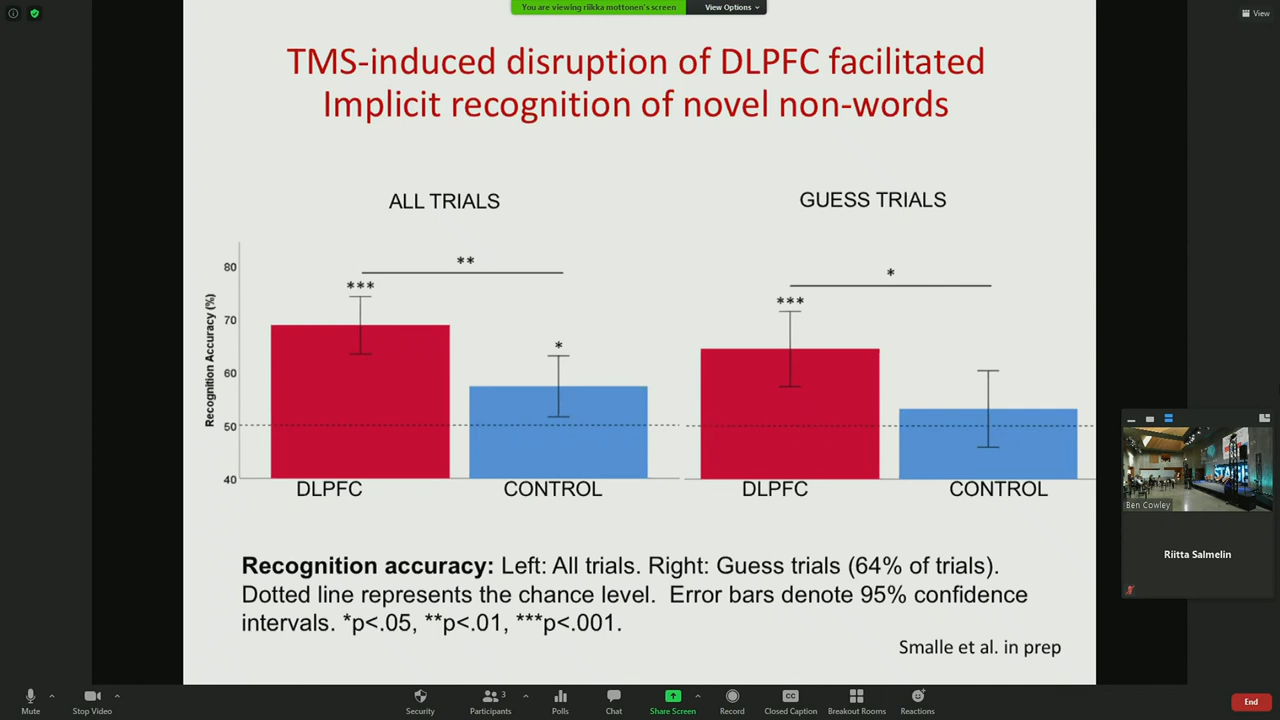 You are viewing riikka mottonen's screen
View Options
View
TMS-induced disruption of DLPFC facilitated
Implicit recognition of novel non-words
ALL TRIALS
GUESS TRIALS
Recognition Accuracy (%)
80
70
60
50
40
**
***
*
*
***
DLPFC
CONTROL
DLPFC
CONTROL
Recognition accuracy: Left: All trials. Right: Guess trials (64% of trials).
Dotted line represents the chance level. Error bars denote 95% confidence
intervals. *p<.05, **p<.01, ***p<.001.
Smalle et al. in prep
Ben Cowley
Riitta Salmelin
Mute
Stop Video
Security
Participants
3
Polls
Chat
Share Screen
Record
CC
Closed Caption
Breakout Rooms
Reactions
End